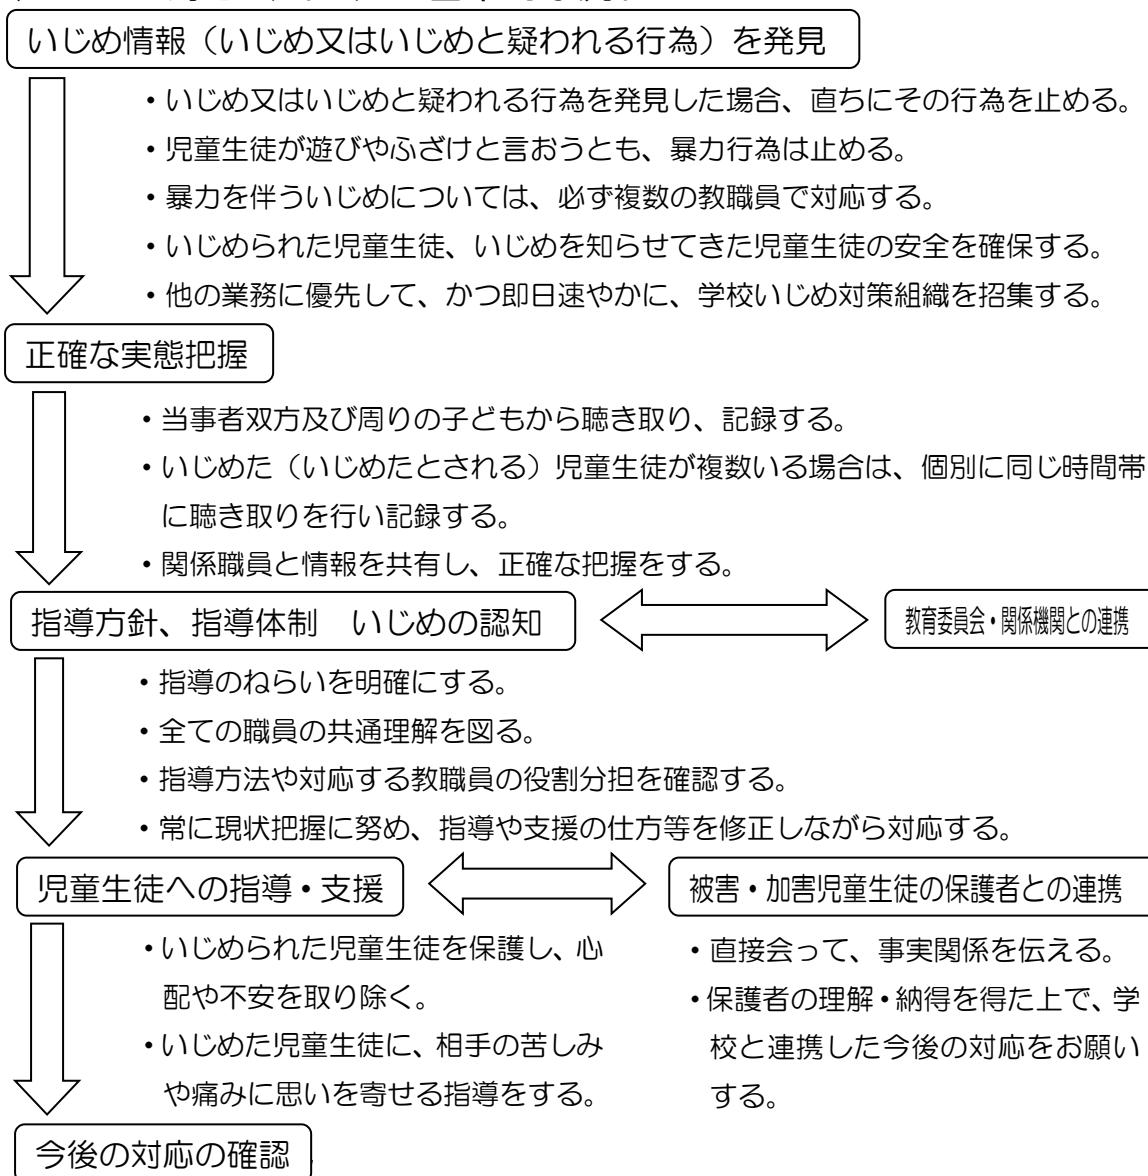 いじめ情報（いじめ又はいじめと疑われる行為）を発見
・いじめ又はいじめと疑われる行為を発見した場合、直ちにその行為を止める。
・児童生徒が遊びやふざけと言おうとも、暴力行為は止める。
・暴力を伴ういじめについては、必ず複数の教職員で対応する。
・いじめられた児童生徒、いじめを知らせてきた児童生徒の安全を確保する。
・他の業務に優先して、かつ即日速やかに、学校いじめ対策組織を招集する。
正確な実態把握
・当事者双方及び周りの子どもから聴き取り、記録する。
・いじめた（いじめたとされる）児童生徒が複数いる場合は、個別に同じ時間帯
に聴き取りを行い記録する。
・関係職員と情報を共有し、正確な把握をする。
指導方針、指導体制　いじめの認知
教育委員会・関係機関との連携
・指導のねらいを明確にする。
・全ての職員の共通理解を図る。
・指導方法や対応する教職員の役割分担を確認する。
・常に現状把握に努め、指導や支援の仕方等を修正しながら対応する。
児童生徒への指導・支援
・いじめられた児童生徒を保護し、心
配や不安を取り除く。
・いじめた児童生徒に、相手の苦しみ
や痛みに思いを寄せる指導をする。
被害・加害児童生徒の保護者との連携
・直接会って、事実関係を伝える。
・保護者の理解・納得を得た上で、学
校と連携した今後の対応をお願い
する。
今後の対応の確認